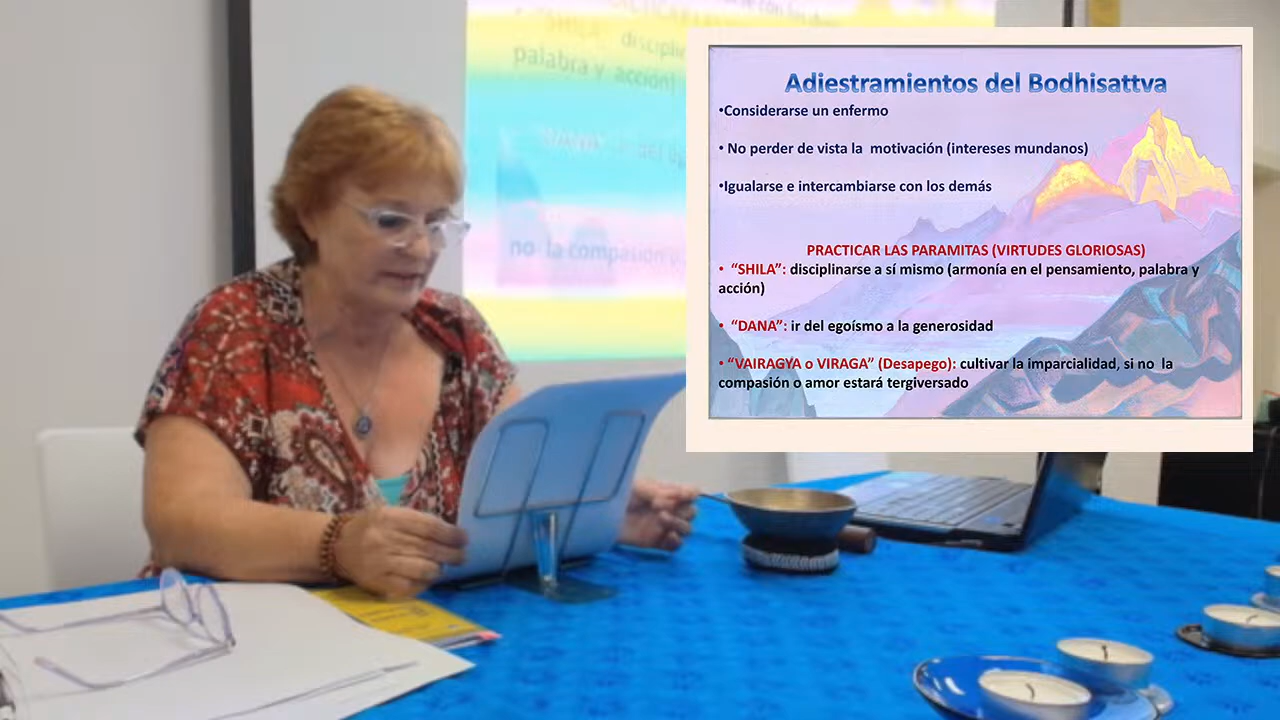 "SHILA" disciplin
palabra y acción)
no la compasión o
Adiestramientos del Bodhisattva
•Considerarse un enfermo
• No perder de vista la motivación (intereses mundanos)
•Igualarse e intercambiarse con los demás
PRACTICAR LAS PARAMITAS (VIRTUDES GLORIOSAS)
• "SHILA": disciplinarse a sí mismo (armonía en el pensamiento, palabra y
acción)
• "DANA": ir del egoísmo a la generosidad
• "VAIRAGYA o VIRAGA" (Desapego): cultivar la imparcialidad, si no la
compasión o amor estará tergiversado